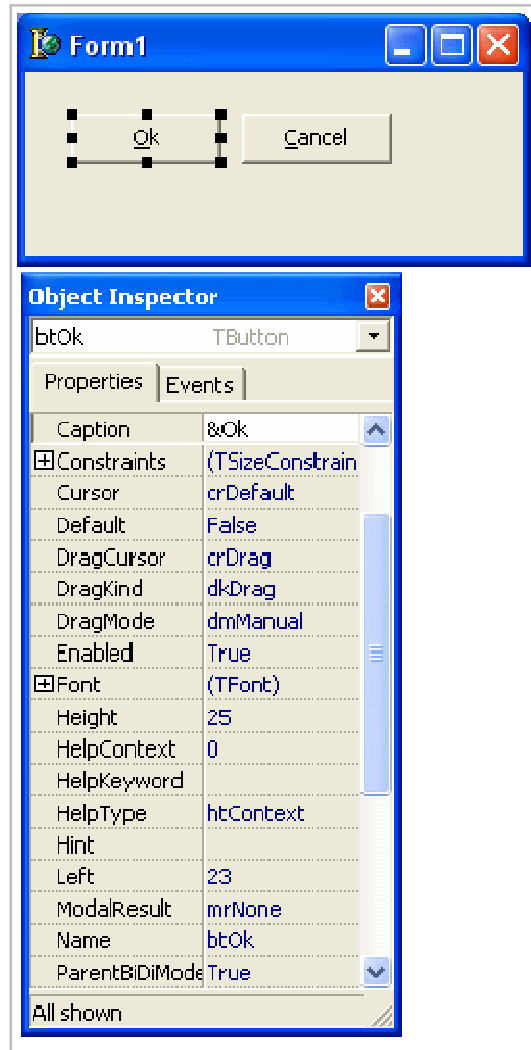 Form1
Ok Cancel
Object Inspector
btOk TButton
Properties Events
Caption &Ok
Constraints (TSizeConstrain
Cursor crDefault
Default False
DragCursor crDrag
DragKind dkDrag
DragMode dmManual
Enabled True
Font (TFont)
Height 25
HelpContext 0
HelpKeyword
HelpType htContext
Hint
Left 23
ModalResult mrNone
Name btOk
ParentBiDiMode True
All shown